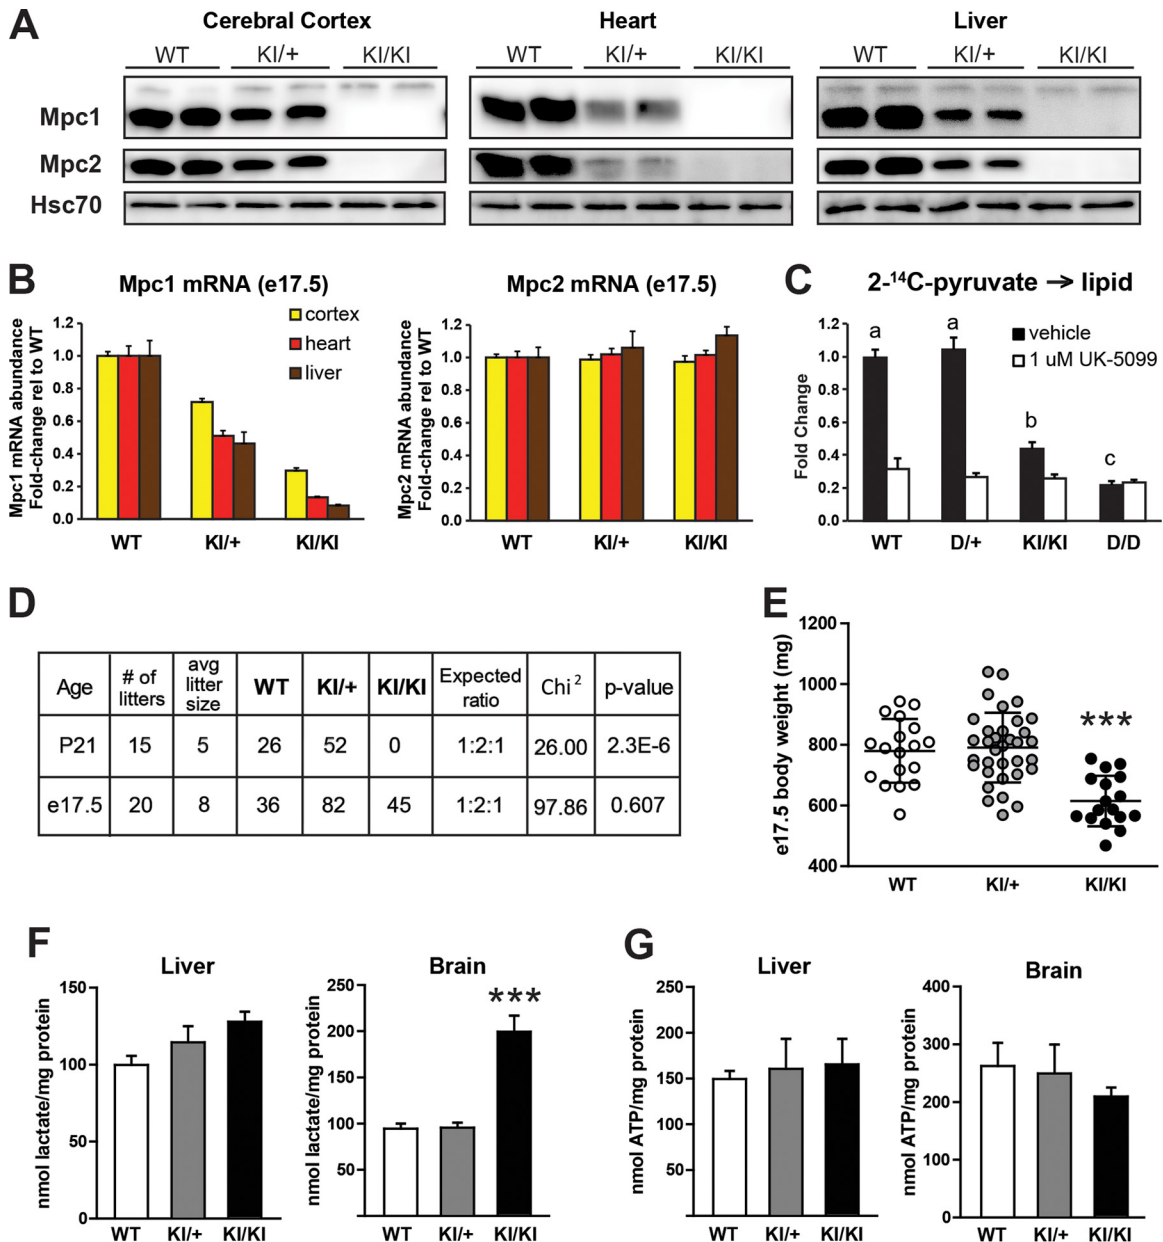 A
Cerebral Cortex
Heart
Liver
WT KI/+ KI/KI
WT KI/+ KI/KI
WT KI/+ KI/KI
Mpc1
Mpc2
Hsc70
B
Mpc1 mRNA (e17.5)
cortex
heart
liver
Mpc1 mRNA abundance
Fold-change rel to WT
1.2
1.0
0.8
0.6
0.4
0.2
0.0
WT KI/+ KI/KI
Mpc2 mRNA (e17.5)
Mpc2 mRNA abundance
Fold-change rel to WT
1.2
1.0
0.8
0.6
0.4
0.2
0.0
WT KI/+ KI/KI
C
2-¹⁴C-pyruvate → lipid
vehicle
1 uM UK-5099
Fold Change
1.2
1.0
0.8
0.6
0.4
0.2
0.0
a a b c
WT D/+ KI/KI D/D
D
Age # of litters avg litter size WT KI/+ KI/KI Expected ratio Chi² p-value
P21 15 5 26 52 0 1:2:1 26.00 2.3E-6
e17.5 20 8 36 82 45 1:2:1 97.86 0.607
E
e17.5 body weight (mg)
1200
1000
800
600
400
***
WT KI/+ KI/KI
F
Liver
nmol lactate/mg protein
150
100
50
0
WT KI/+ KI/KI
Brain
nmol lactate/mg protein
250
200
150
100
50
***
WT KI/+ KI/KI
G
Liver
nmol ATP/mg protein
250
200
150
100
50
WT KI/+ KI/KI
Brain
nmol ATP/mg protein
400
300
200
100
0
WT KI/+ KI/KI